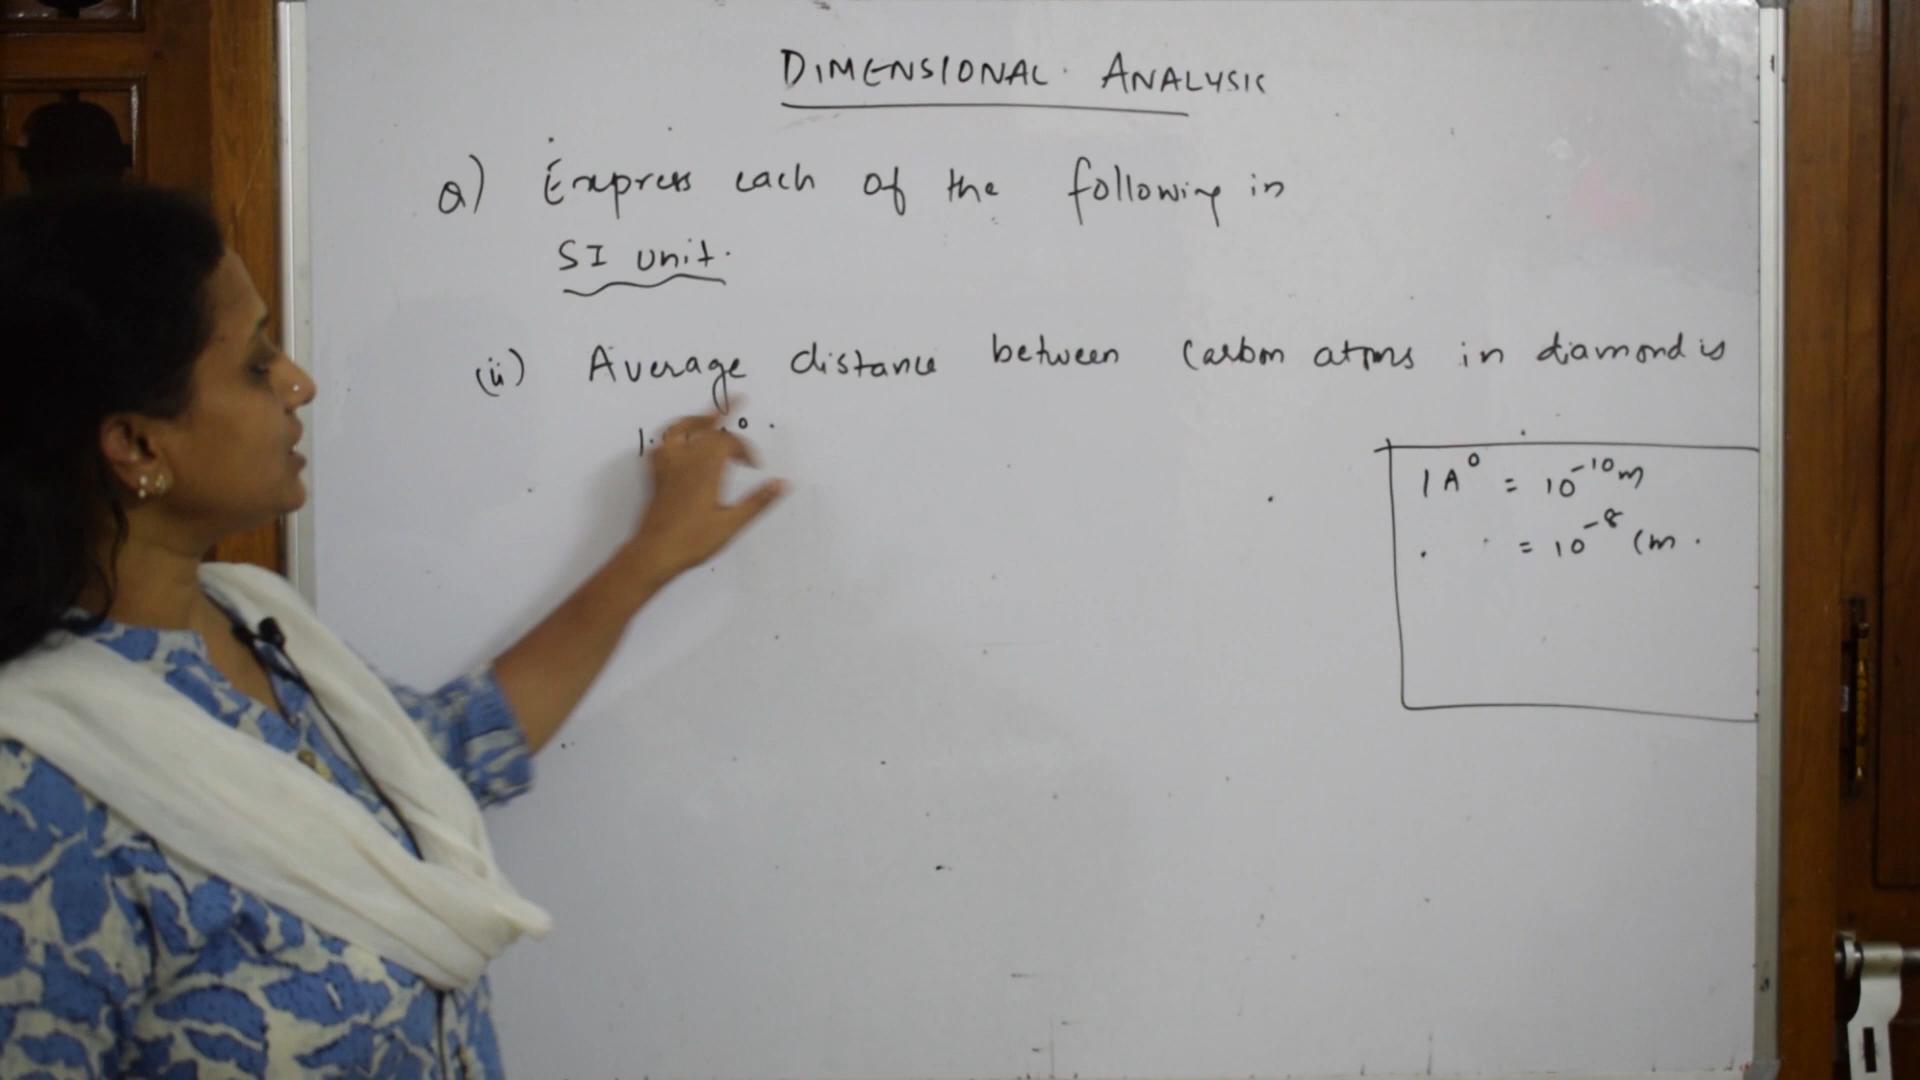 DIMENSIONAL ANALYSIS
Q) Express each of the following in
SI unit.
(ii) Average distance between Carbon atoms in diamond is
1 A° = 10⁻¹⁰ m
= 10⁻⁸ cm.